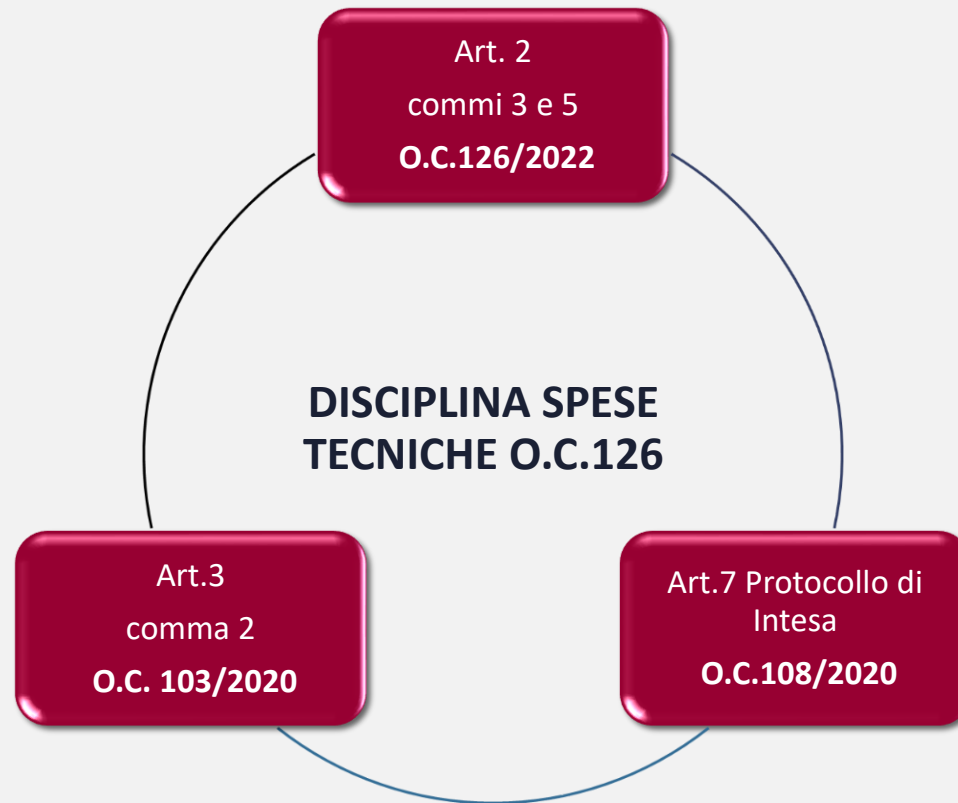 Art. 2
commi 3 e 5
O.C.126/2022
DISCIPLINA SPESE
TECNICHE O.C.126
Art.3
comma 2
O.C. 103/2020
Art.7 Protocollo di
Intesa
O.C.108/2020